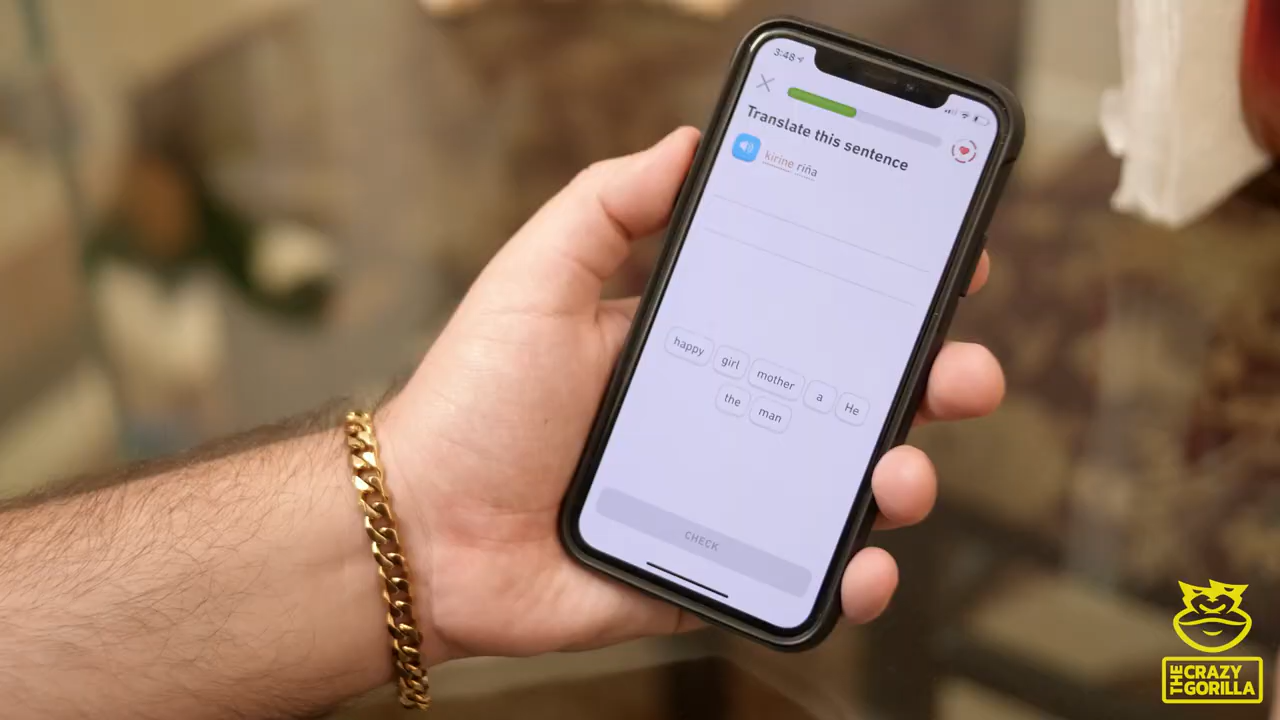 3:48
Translate this sentence
kirine riña
happy girl mother a He
the man
CHECK
THE CRAZY GORILLA